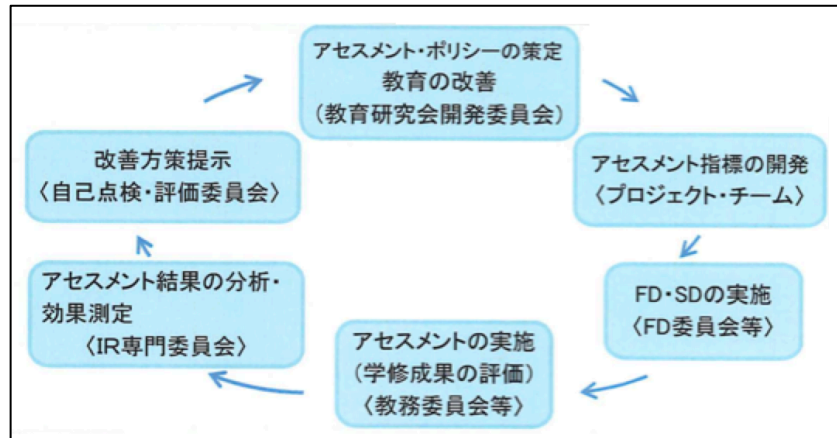 アセスメント・ポリシーの策定
教育の改善
(教育研究会開発委員会)
アセスメント指標の開発
〈プロジェクト・チーム〉
FD・SDの実施
〈FD委員会等〉
アセスメントの実施
(学修成果の評価)
〈教務委員会等〉
アセスメント結果の分析・
効果測定
〈IR専門委員会〉
改善方策提示
〈自己点検・評価委員会〉